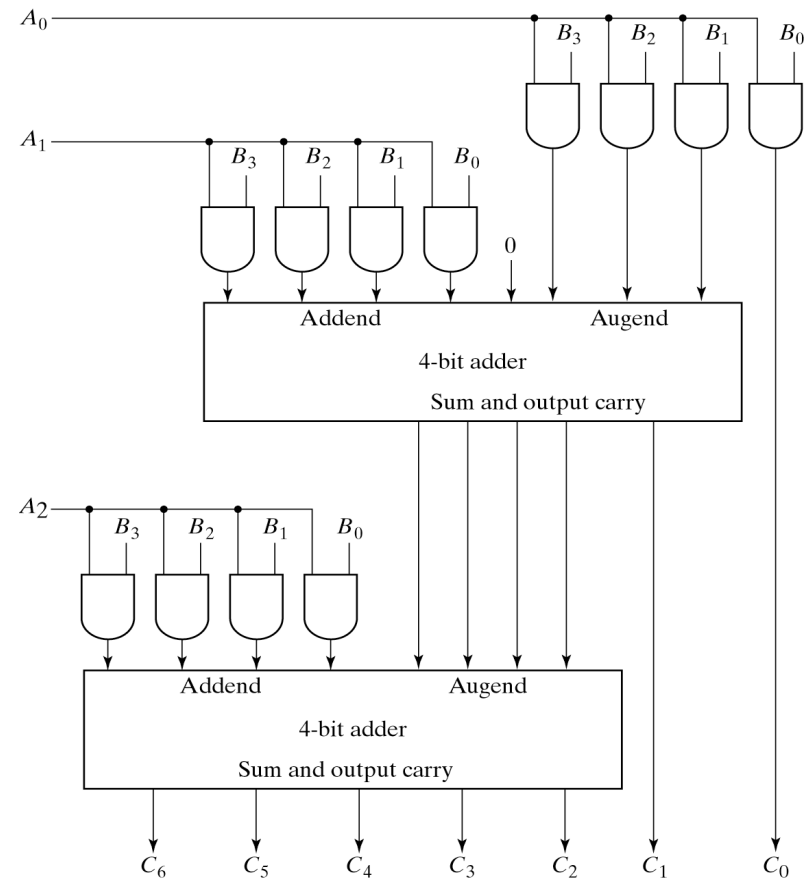 A₀
B₃ B₂ B₁ B₀
A₁
B₃ B₂ B₁ B₀
0
Addend Augend
4-bit adder
Sum and output carry
A2
B₃ B₂ B₁ B₀
Addend Augend
4-bit adder
Sum and output carry
C₆ C₅ C₄ C₃ C₂ C₁ C₀